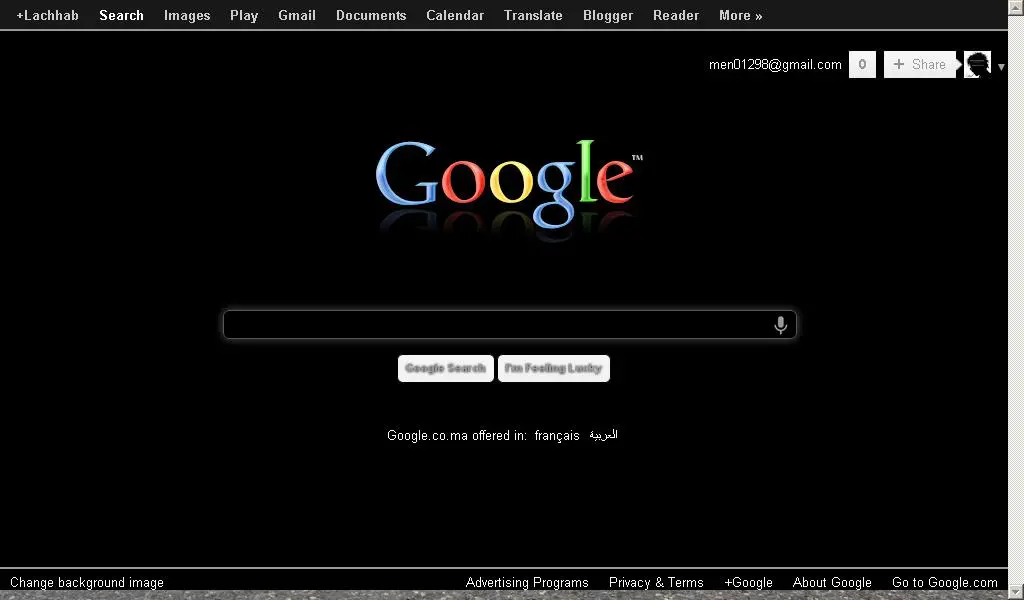 +Lachhab Search Images Play Gmail Documents Calendar Translate Blogger Reader More »
men01298@gmail.com 0 + Share
Google™
Google Search I'm Feeling Lucky
Google.co.ma offered in: français العربية
Change background image Advertising Programs Privacy & Terms +Google About Google Go to Google.com